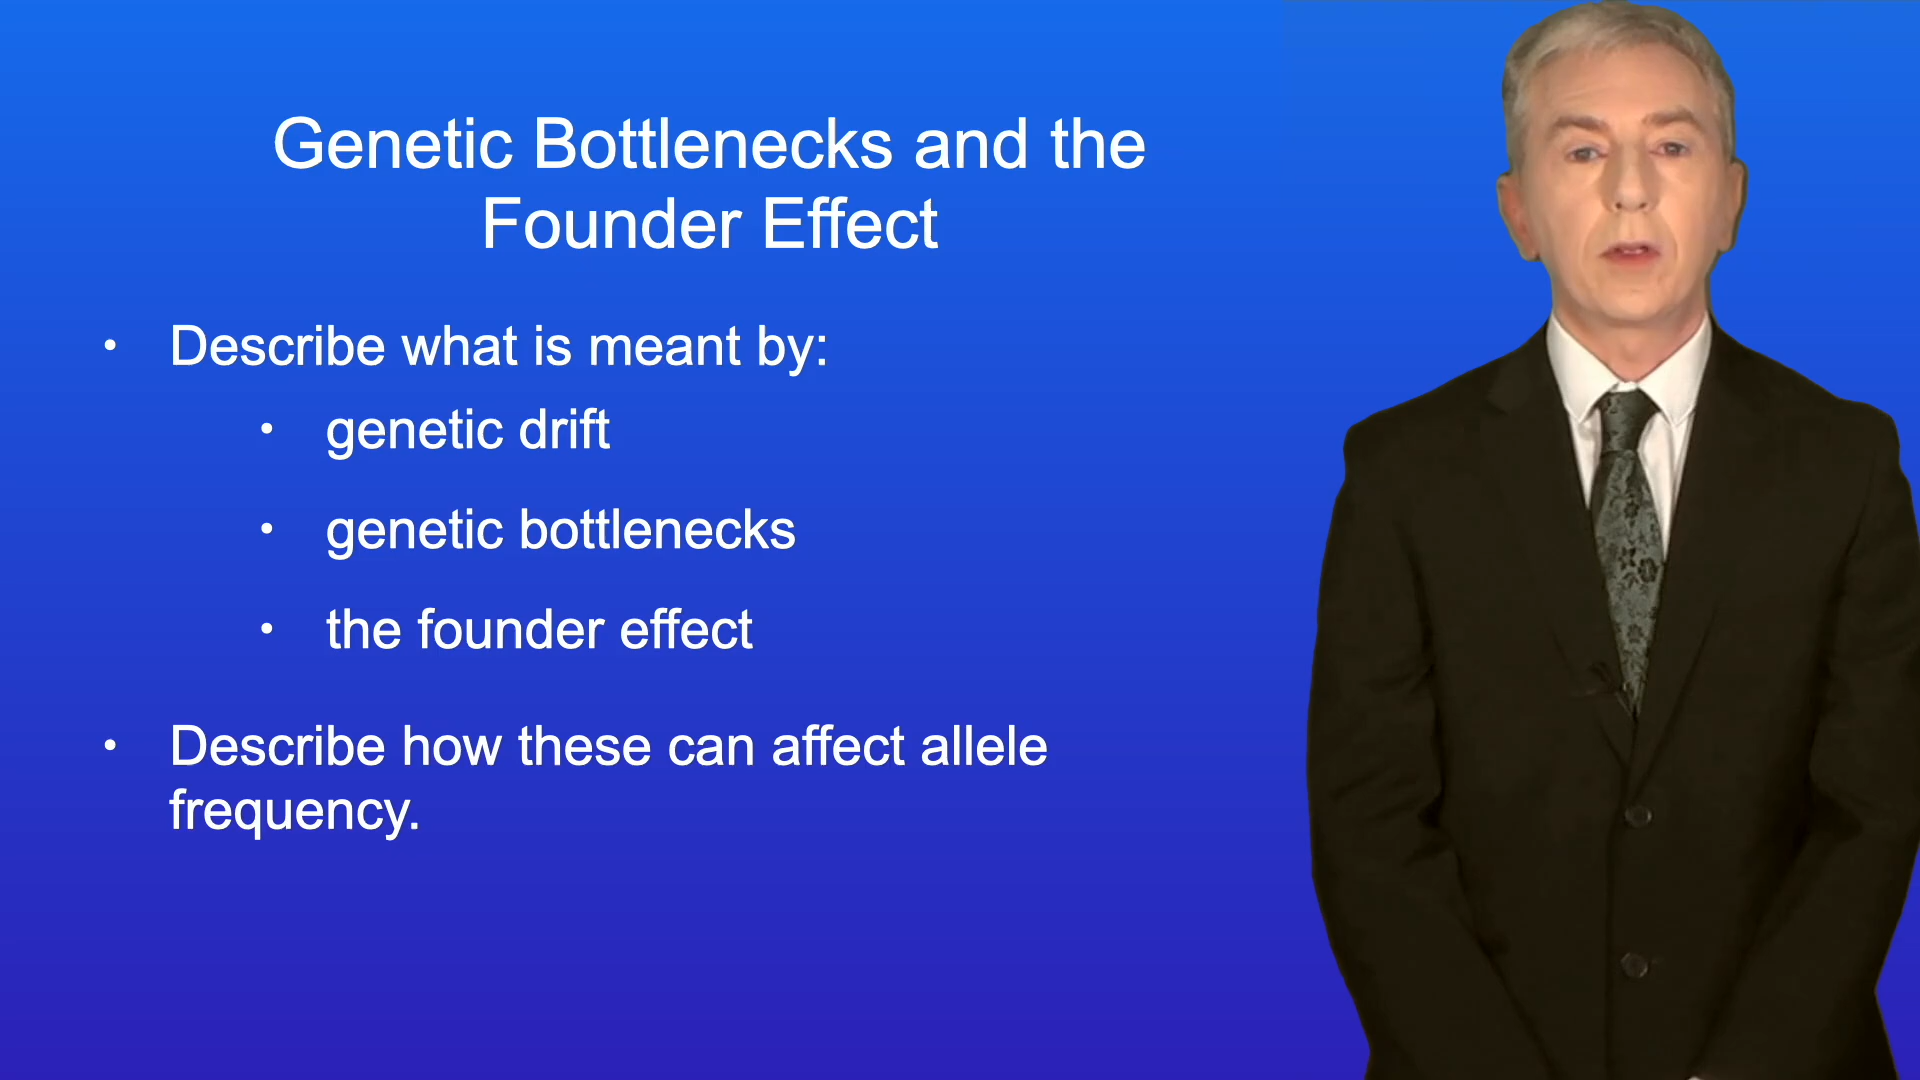 Genetic Bottlenecks and the
Founder Effect
• Describe what is meant by:
• genetic drift
• genetic bottlenecks
• the founder effect
• Describe how these can affect allele
frequency.